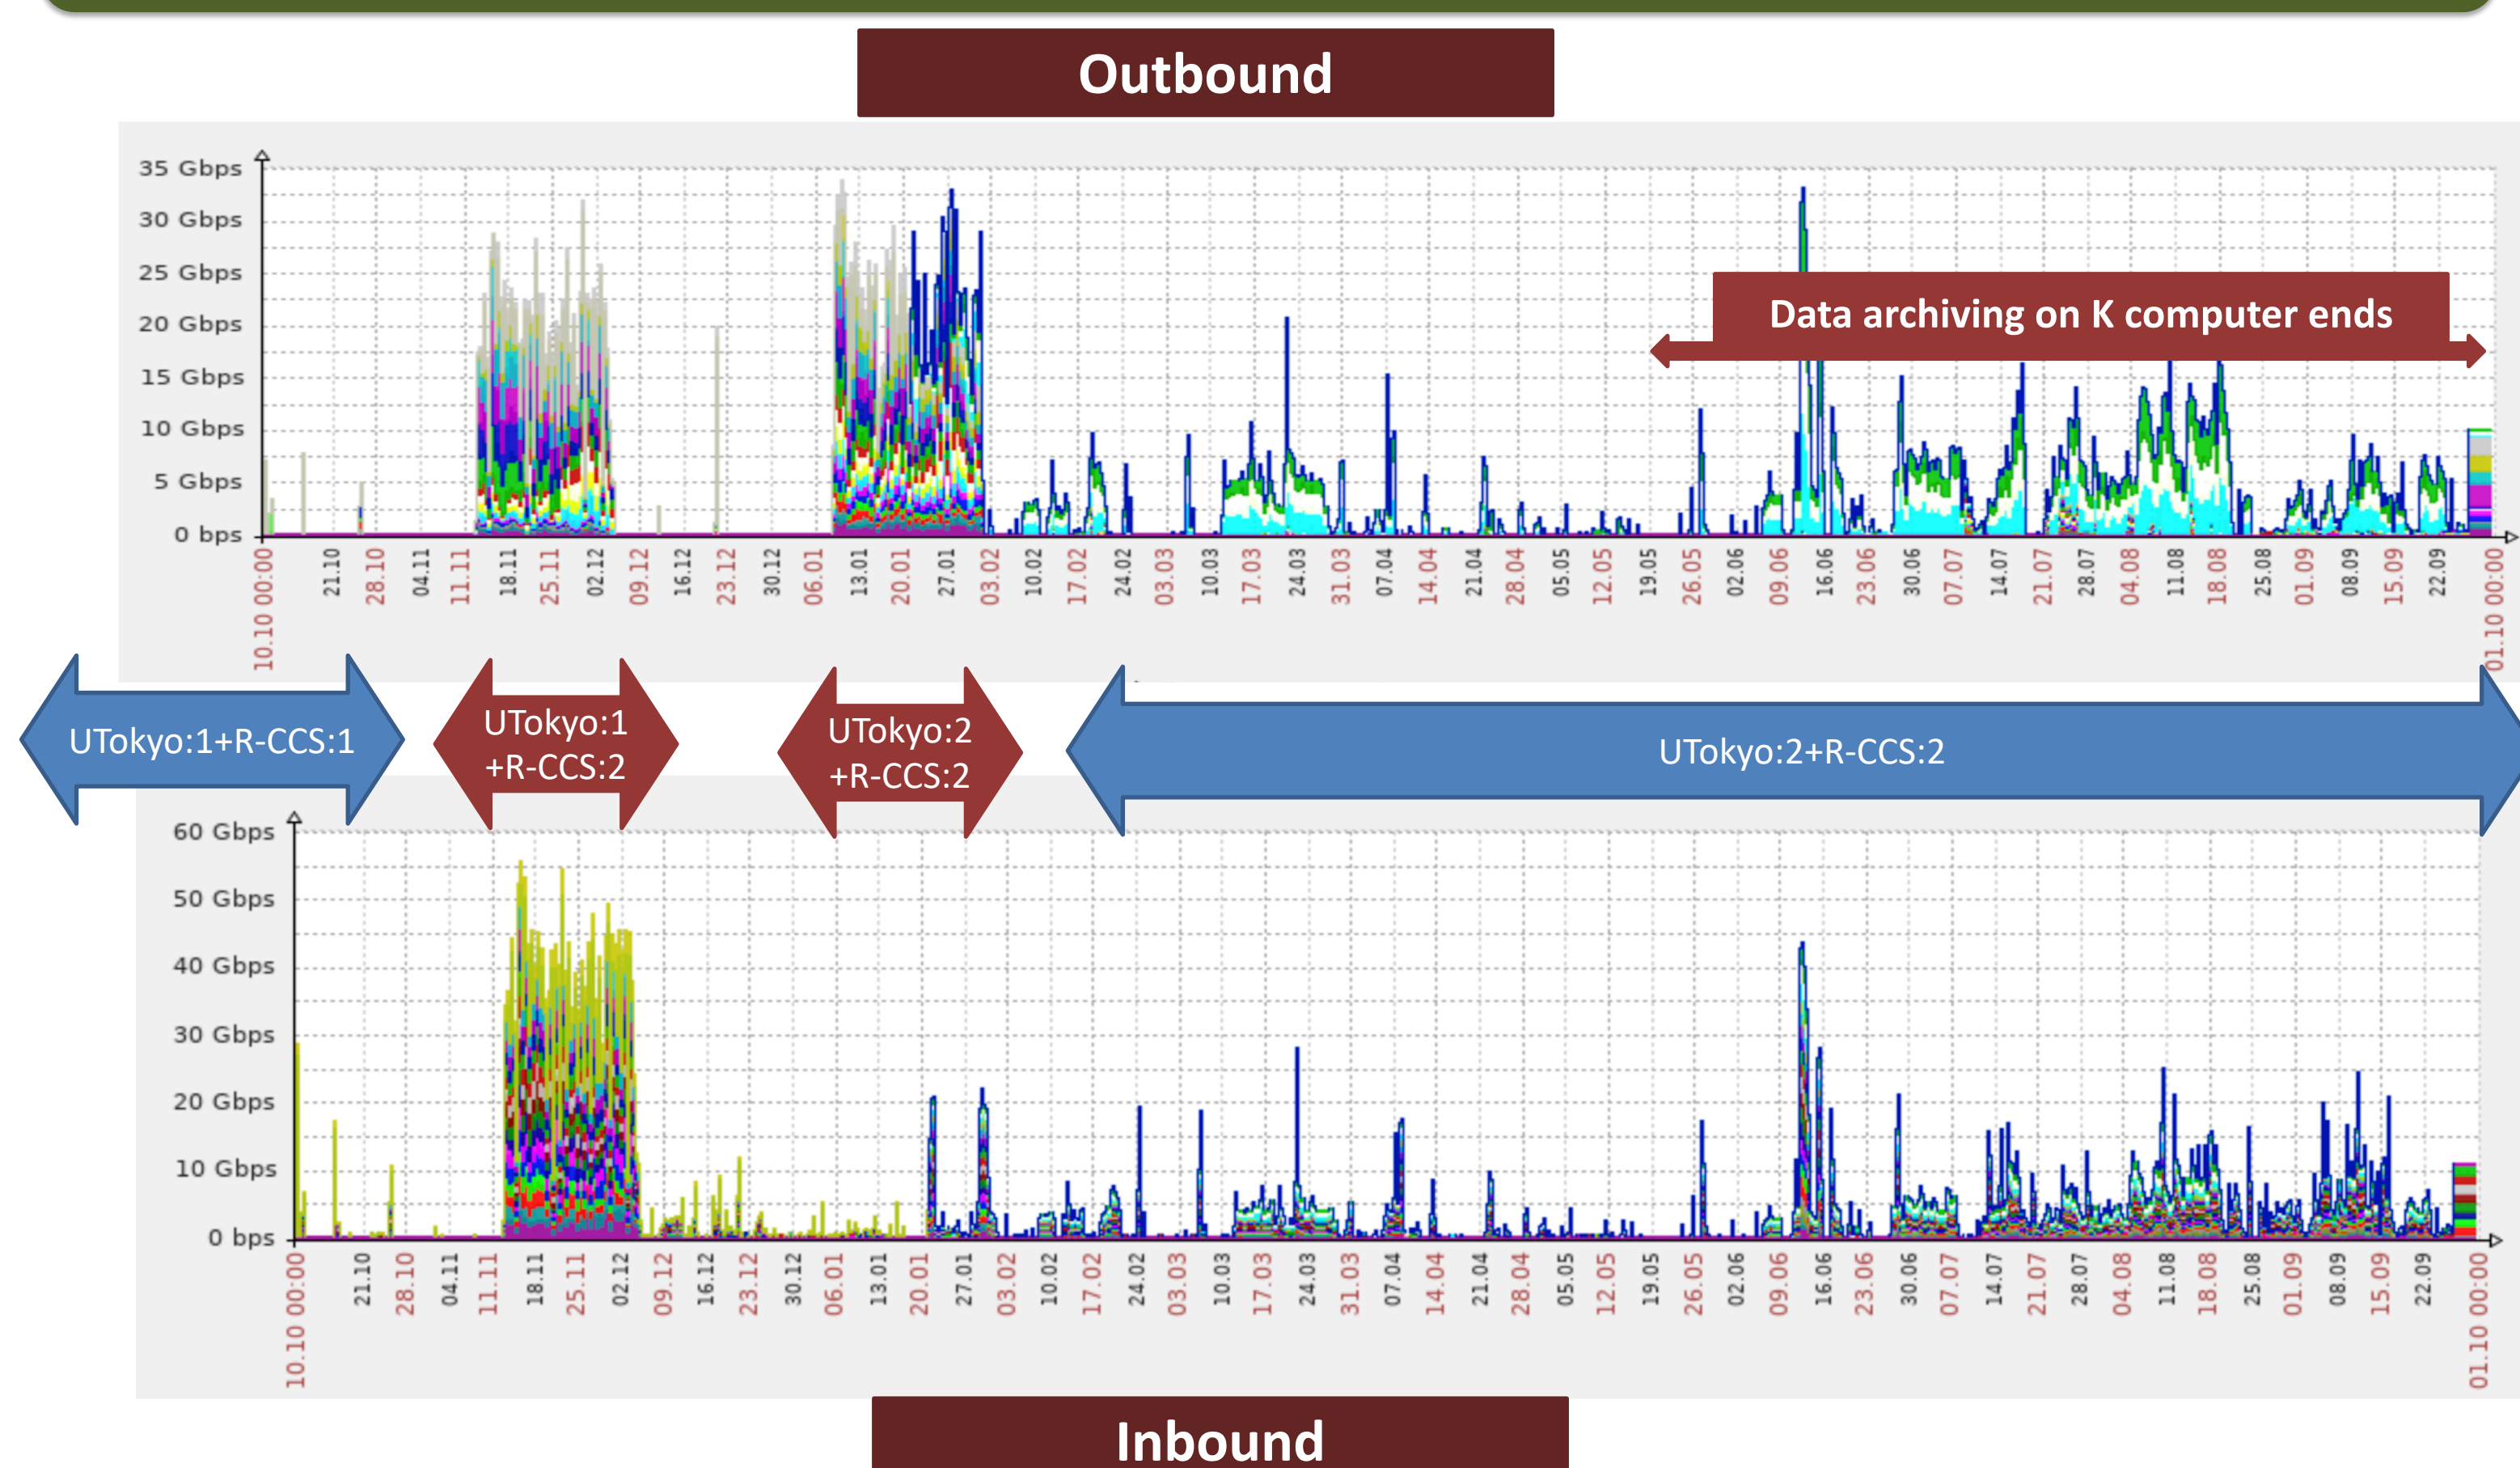 Outbound
35 Gbps
30 Gbps
25 Gbps
20 Gbps
15 Gbps
10 Gbps
5 Gbps
0 bps
Data archiving on K computer ends
10.10 00:00 21.10 28.10 04.11 11.11 18.11 25.11 02.12 09.12 16.12 23.12 30.12 06.01 13.01 20.01 27.01 03.02 10.02 17.02 24.02 03.03 10.03 17.03 24.03 31.03 07.04 14.04 21.04 28.04 05.05 12.05 19.05 26.05 02.06 09.06 16.06 23.06 30.06 07.07 14.07 21.07 28.07 04.08 11.08 18.08 25.08 01.09 08.09 15.09 22.09 01.10 00:00
UTokyo:1+R-CCS:1
UTokyo:1
+R-CCS:2
UTokyo:2
+R-CCS:2
UTokyo:2+R-CCS:2
60 Gbps
50 Gbps
40 Gbps
30 Gbps
20 Gbps
10 Gbps
0 bps
10.10 00:00 21.10 28.10 04.11 11.11 18.11 25.11 02.12 09.12 16.12 23.12 30.12 06.01 13.01 20.01 27.01 03.02 10.02 17.02 24.02 03.03 10.03 17.03 24.03 31.03 07.04 14.04 21.04 28.04 05.05 12.05 19.05 26.05 02.06 09.06 16.06 23.06 30.06 07.07 14.07 21.07 28.07 04.08 11.08 18.08 25.08 01.09 08.09 15.09 22.09 01.10 00:00
Inbound